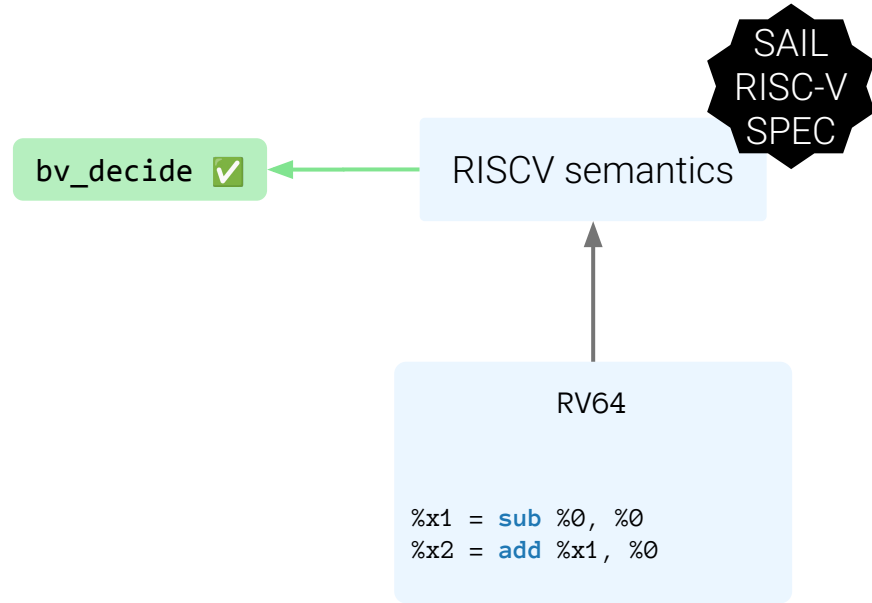 SAIL
RISC-V
SPEC
bv_decide ✅
RISCV semantics
RV64
%x1 = sub %0, %0
%x2 = add %x1, %0